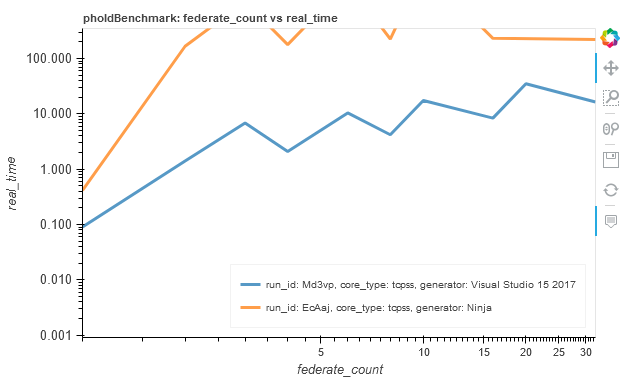 pholdBenchmark: federate_count vs real_time
100.000
10.000
1.000
0.100
0.010
0.001
real_time
run_id: Md3vp, core_type: tcpss, generator: Visual Studio 15 2017
run_id: EcAaj, core_type: tcpss, generator: Ninja
5 10 15 20 25 30
federate_count